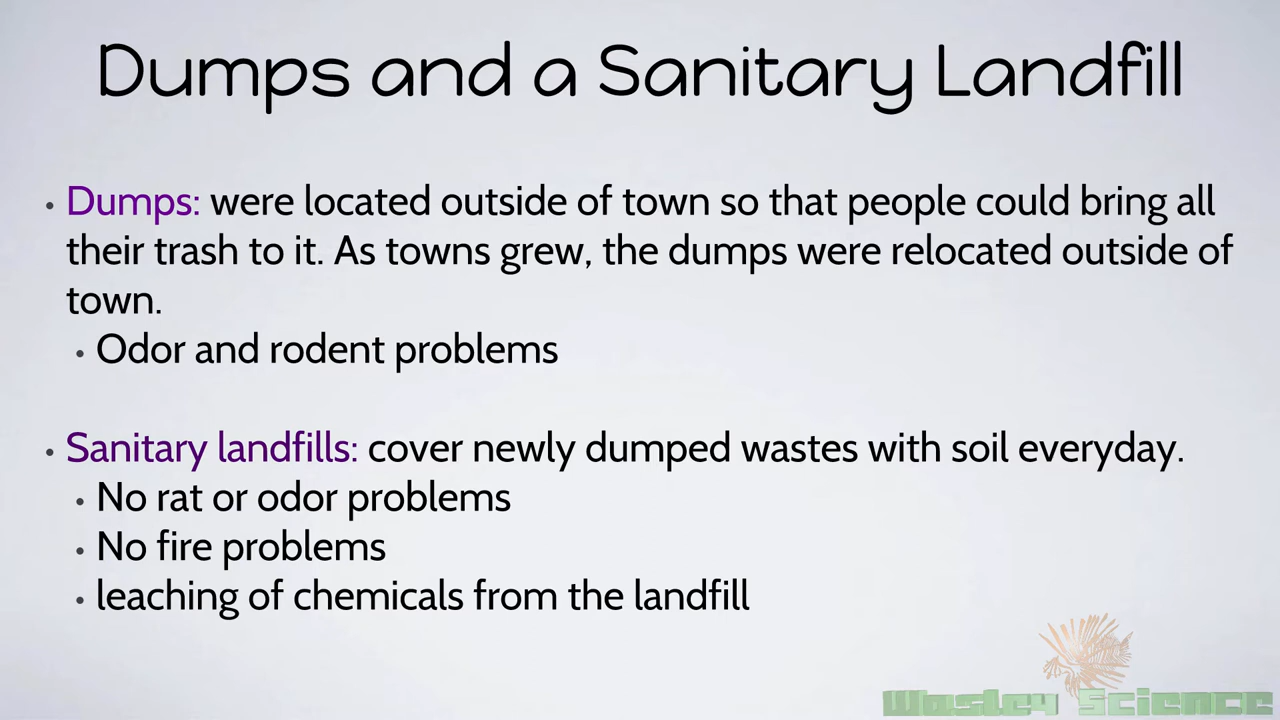 Dumps and a Sanitary Landfill
• Dumps: were located outside of town so that people could bring all
their trash to it. As towns grew, the dumps were relocated outside of
town.
• Odor and rodent problems
• Sanitary landfills: cover newly dumped wastes with soil everyday.
• No rat or odor problems
• No fire problems
• leaching of chemicals from the landfill
Wasley Science